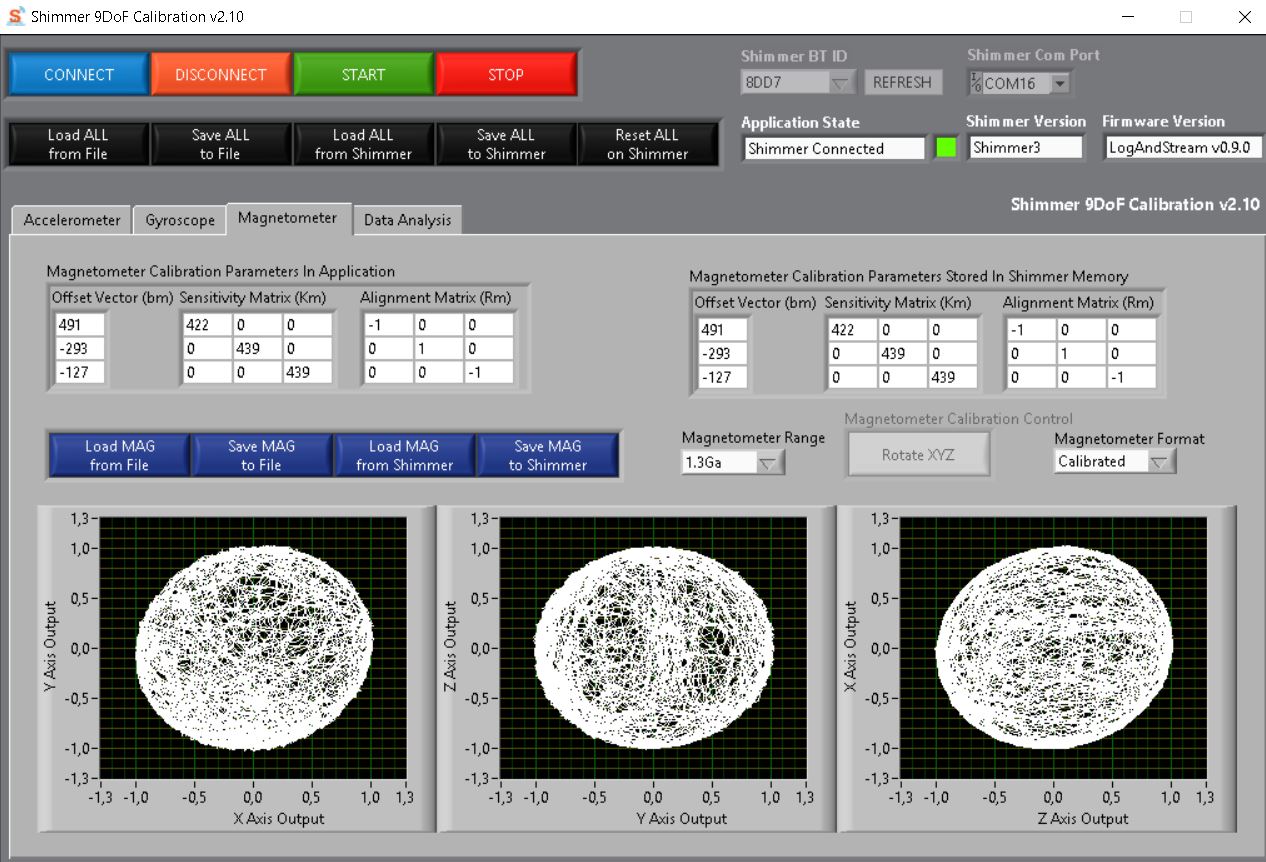 Shimmer 9DoF Calibration v2.10
CONNECT
DISCONNECT
START
STOP
Shimmer BT ID
8DD7
REFRESH
Shimmer Com Port
COM16
Load ALL
from File
Save ALL
to File
Load ALL
from Shimmer
Save ALL
to Shimmer
Reset ALL
on Shimmer
Application State
Shimmer Connected
Shimmer Version
Shimmer3
Firmware Version
LogAndStream v0.9.0
Shimmer 9DoF Calibration v2.10
Accelerometer
Gyroscope
Magnetometer
Data Analysis
Magnetometer Calibration Parameters In Application
Offset Vector (bm) Sensitivity Matrix (Km) Alignment Matrix (Rm)
491 422 0 0 -1 0 0
-293 0 439 0 0 1 0
-127 0 0 439 0 0 -1
Magnetometer Calibration Parameters Stored In Shimmer Memory
Offset Vector (bm) Sensitivity Matrix (Km) Alignment Matrix (Rm)
491 422 0 0 -1 0 0
-293 0 439 0 0 1 0
-127 0 0 439 0 0 -1
Load MAG
from File
Save MAG
to File
Load MAG
from Shimmer
Save MAG
to Shimmer
Magnetometer Range
1.3Ga
Magnetometer Calibration Control
Rotate XYZ
Magnetometer Format
Calibrated
1,3
1,0
0,5
0,0
-0,5
-1,0
-1,3
Y Axis Output
-1,3 -1,0 -0,5 0,0 0,5 1,0 1,3
X Axis Output
1,3
1,0
0,5
0,0
-0,5
-1,0
-1,3
Z Axis Output
-1,3 -1,0 -0,5 0,0 0,5 1,0 1,3
Y Axis Output
1,3
1,0
0,5
0,0
-0,5
-1,0
-1,3
X Axis Output
-1,3 -1,0 -0,5 0,0 0,5 1,0 1,3
Z Axis Output